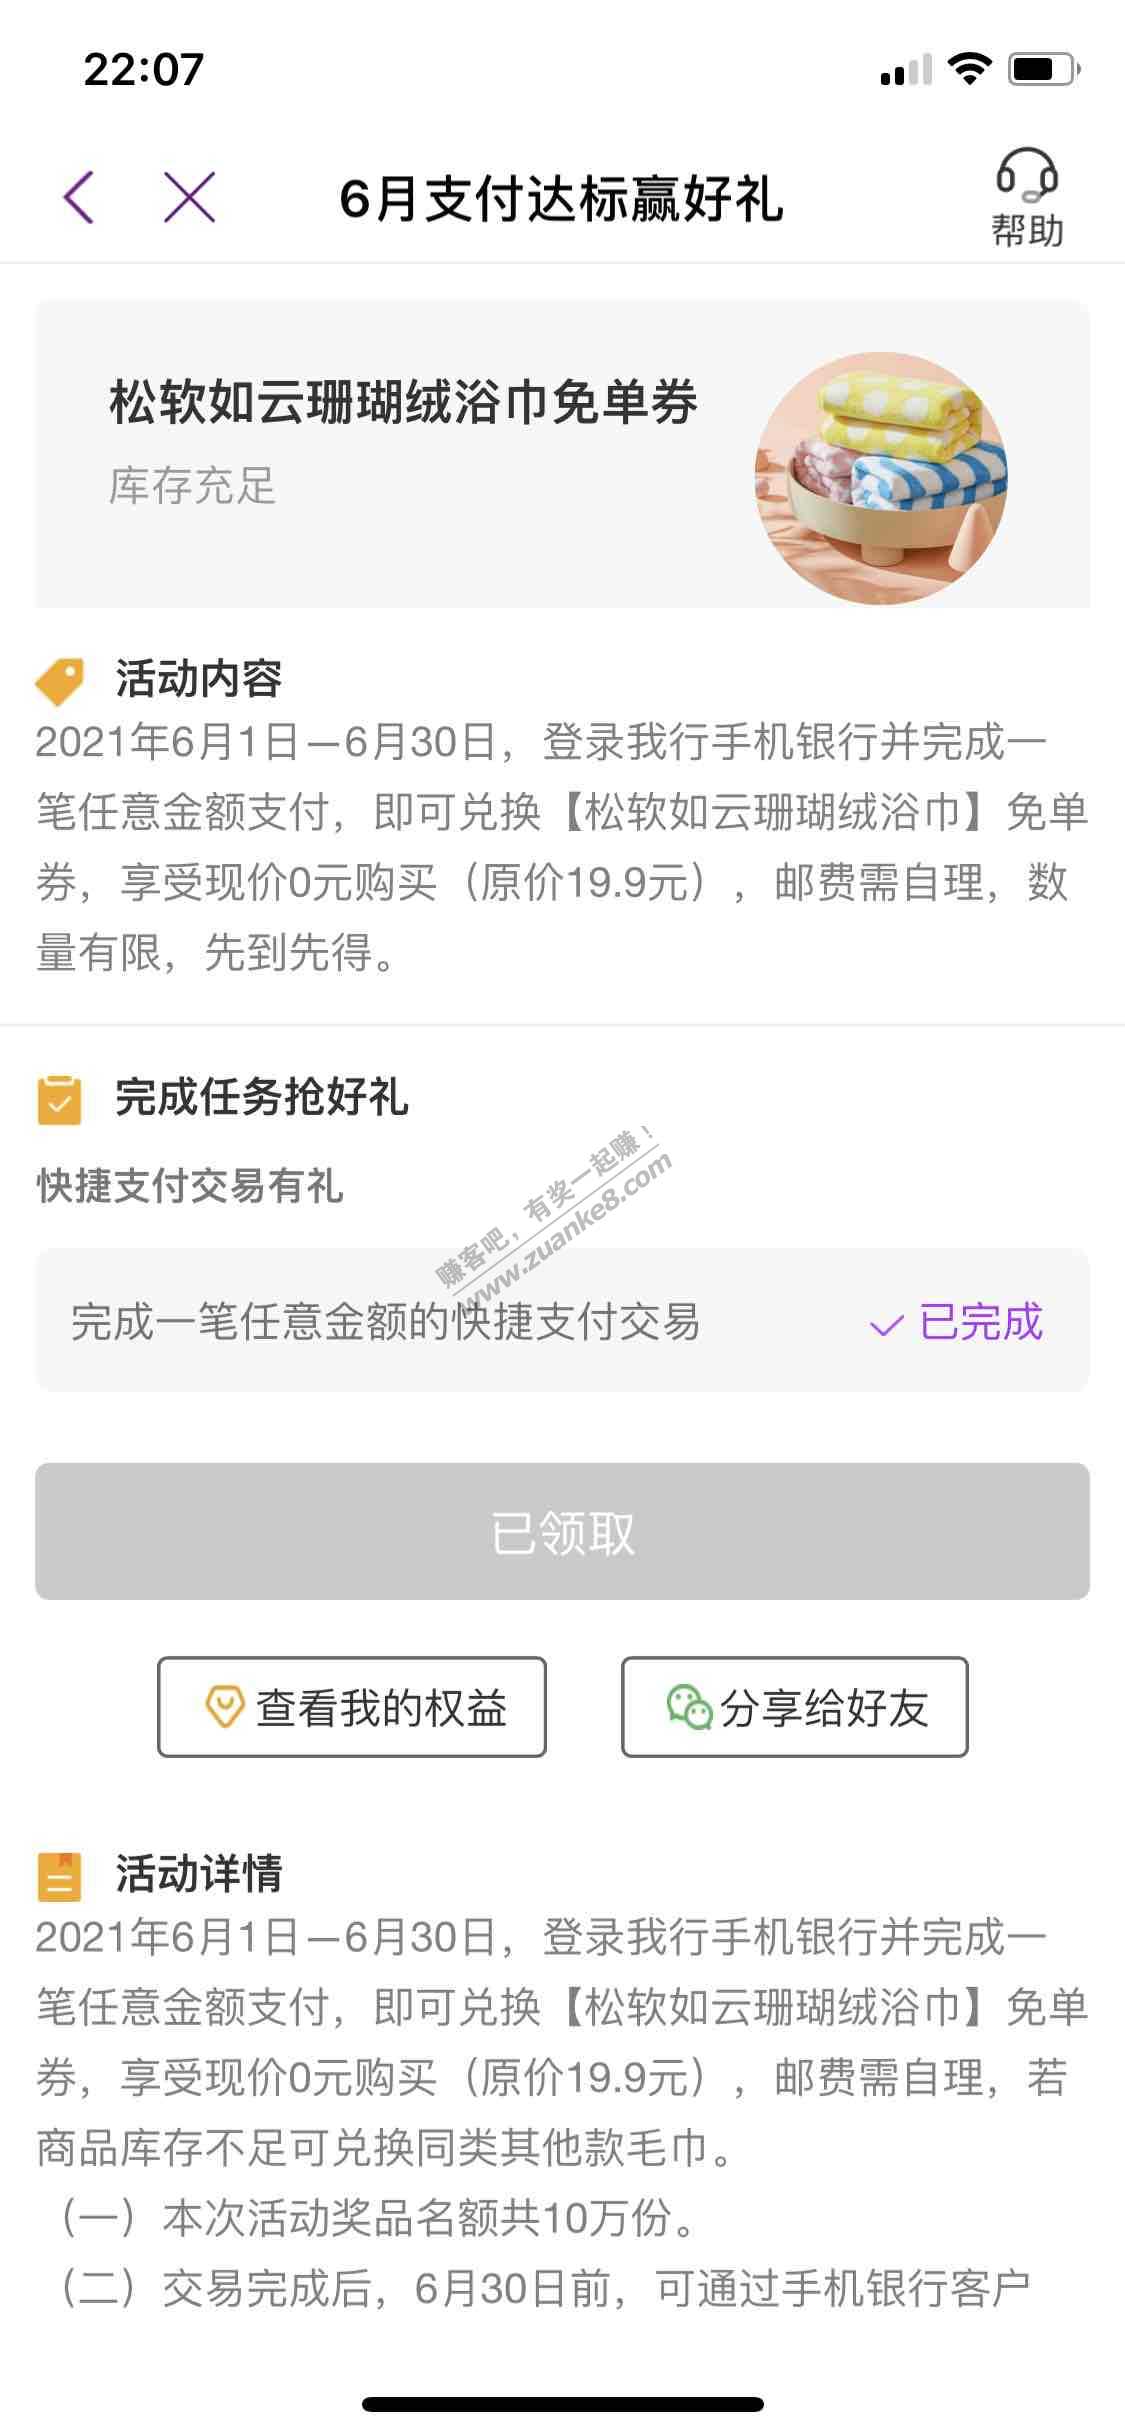 22:07
6月支付达标赢好礼
帮助
松软如云珊瑚绒浴巾免单券
库存充足
活动内容
2021年6月1日—6月30日，登录我行手机银行并完成一
笔任意金额支付，即可兑换【松软如云珊瑚绒浴巾】免单
券，享受现价0元购买（原价19.9元），邮费需自理，数
量有限，先到先得。
完成任务抢好礼
快捷支付交易有礼
赚客吧，有奖一起赚！
www.zuanke8.com
完成一笔任意金额的快捷支付交易
已完成
已领取
查看我的权益
分享给好友
活动详情
2021年6月1日—6月30日，登录我行手机银行并完成一
笔任意金额支付，即可兑换【松软如云珊瑚绒浴巾】免单
券，享受现价0元购买（原价19.9元），邮费需自理，若
商品库存不足可兑换同类其他款毛巾。
（一）本次活动奖品名额共10万份。
（二）交易完成后，6月30日前，可通过手机银行客户